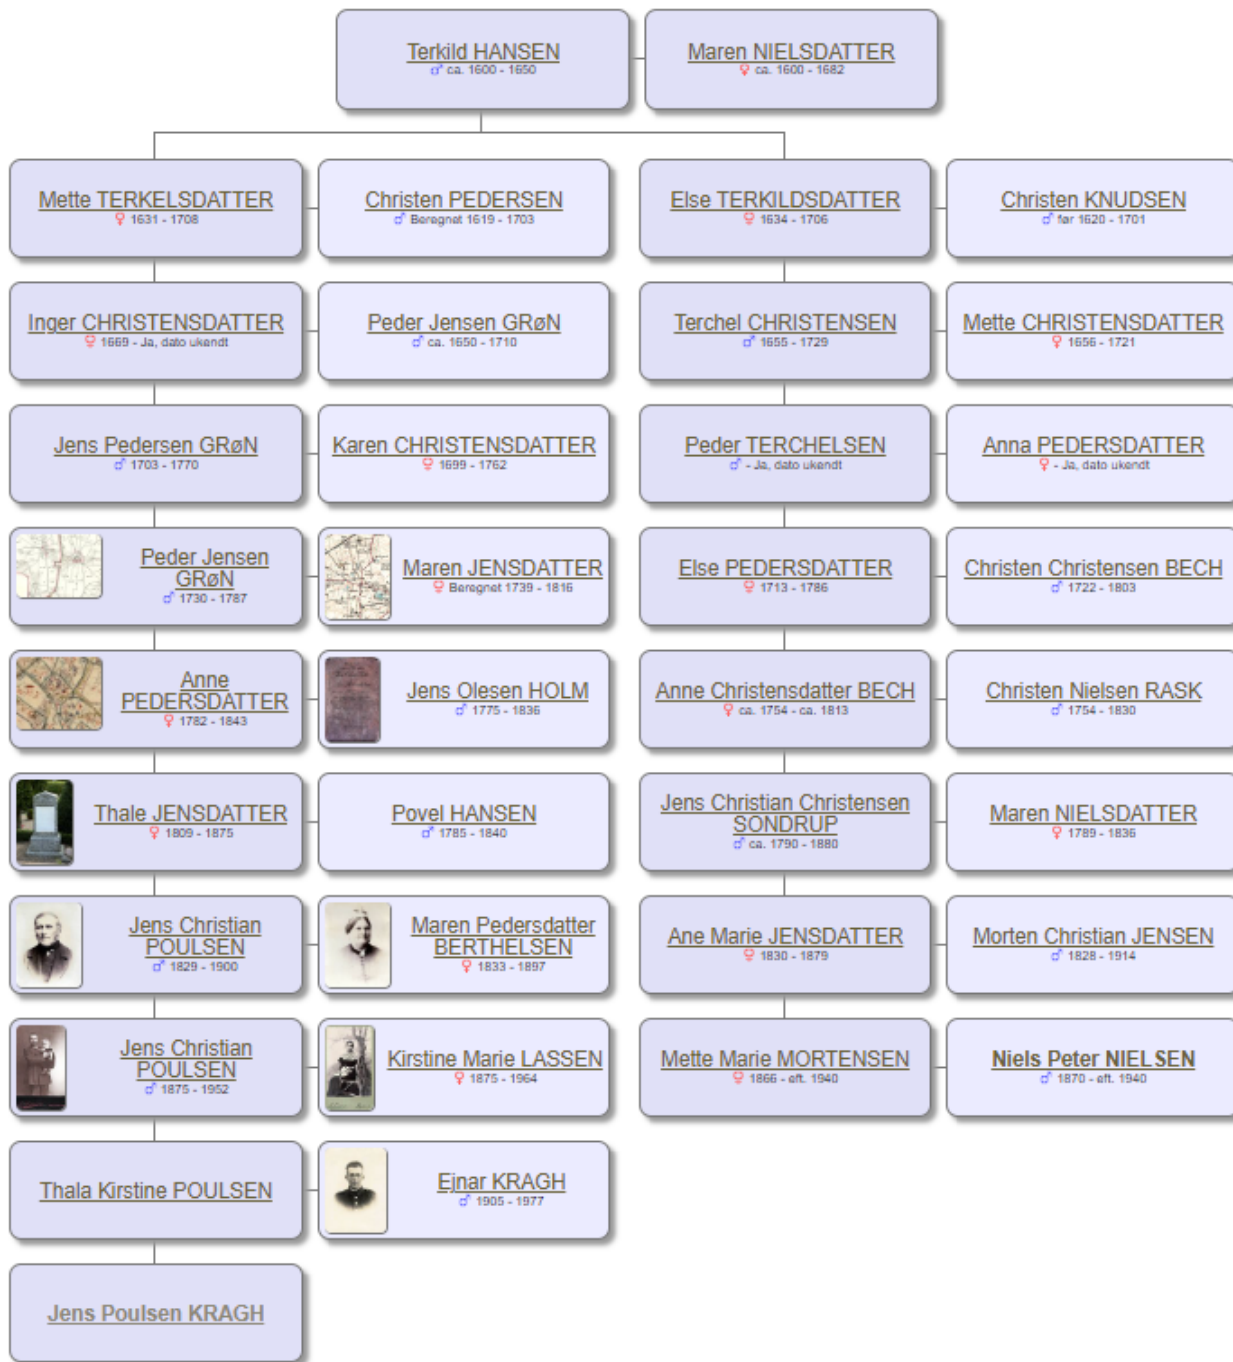 Terkild HANSEN
♂ ca. 1600 - 1650
Maren NIELSDATTER
♀ ca. 1600 - 1682
Mette TERKELSDATTER
♀ 1631 - 1708
Christen PEDERSEN
♂ Beregnet 1619 - 1703
Else TERKILDSDATTER
♀ 1634 - 1706
Christen KNUDSEN
♂ før 1620 - 1701
Inger CHRISTENSDATTER
♀ 1669 - Ja, dato ukendt
Peder Jensen GRøN
♂ ca. 1650 - 1710
Terchel CHRISTENSEN
♂ 1655 - 1729
Mette CHRISTENSDATTER
♀ 1656 - 1721
Jens Pedersen GRøN
♂ 1703 - 1770
Karen CHRISTENSDATTER
♀ 1699 - 1762
Peder TERCHELSEN
♂ - Ja, dato ukendt
Anna PEDERSDATTER
♀ - Ja, dato ukendt
Peder Jensen
GRøN
♂ 1730 - 1787
Maren JENSDATTER
♀ Beregnet 1739 - 1816
Else PEDERSDATTER
♀ 1713 - 1786
Christen Christensen BECH
♂ 1722 - 1803
Anne
PEDERSDATTER
♀ 1782 - 1843
Jens Olesen HOLM
♂ 1775 - 1836
Anne Christensdatter BECH
♀ ca. 1754 - ca. 1813
Christen Nielsen RASK
♂ 1754 - 1830
Thale JENSDATTER
♀ 1809 - 1875
Povel HANSEN
♂ 1785 - 1840
Jens Christian Christensen
SONDRUP
♂ ca. 1790 - 1880
Maren NIELSDATTER
♀ 1789 - 1836
Jens Christian
POULSEN
♂ 1829 - 1900
Maren Pedersdatter
BERTHELSEN
♀ 1833 - 1897
Ane Marie JENSDATTER
♀ 1830 - 1879
Morten Christian JENSEN
♂ 1828 - 1914
Jens Christian
POULSEN
♂ 1875 - 1952
Kirstine Marie LASSEN
♀ 1875 - 1964
Mette Marie MORTENSEN
♀ 1866 - eft. 1940
Niels Peter NIELSEN
♂ 1870 - eft. 1940
Thala Kirstine POULSEN
Ejnar KRAGH
♂ 1905 - 1977
Jens Poulsen KRAGH